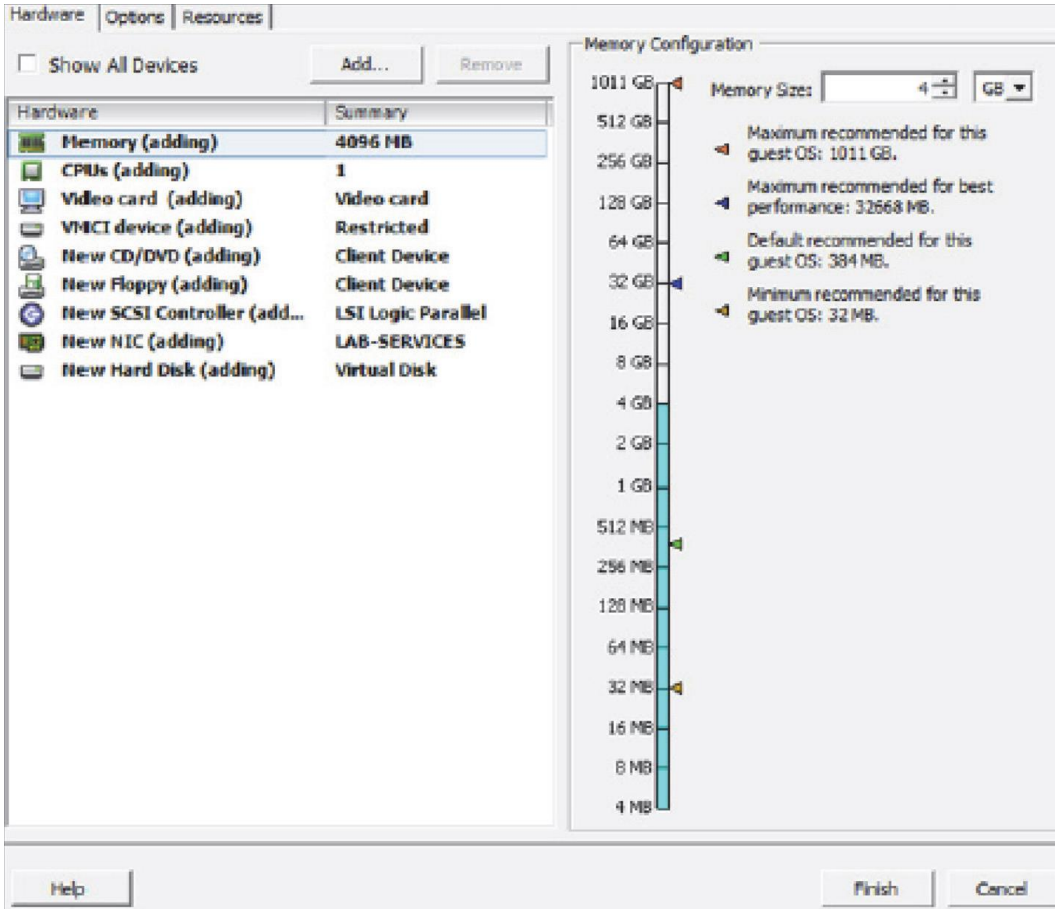 Hardware Options Resources
Show All Devices Add... Remove
Hardware Summary
Memory (adding) 4096 MB
CPUs (adding) 1
Video card (adding) Video card
VMCI device (adding) Restricted
New CD/DVD (adding) Client Device
New Floppy (adding) Client Device
New SCSI Controller (add... LSI Logic Parallel
New NIC (adding) LAB-SERVICES
New Hard Disk (adding) Virtual Disk
Memory Configuration
1011 GB
512 GB
256 GB
128 GB
64 GB
32 GB
16 GB
8 GB
4 GB
2 GB
1 GB
512 MB
256 MB
128 MB
64 MB
32 MB
16 MB
8 MB
4 MB
Memory Size: 4 GB
Maximum recommended for this
guest OS: 1011 GB.
Maximum recommended for best
performance: 32668 MB.
Default recommended for this
guest OS: 384 MB.
Minimum recommended for this
guest OS: 32 MB.
Help Finish Cancel